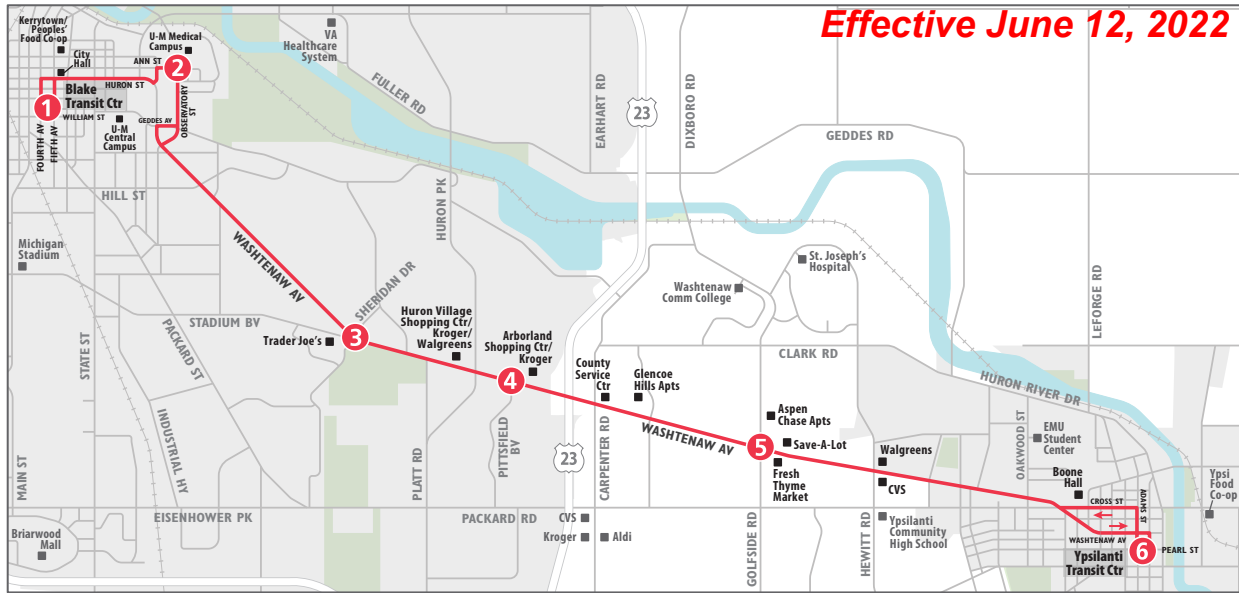 Effective June 12, 2022
Kerrytown/
Peoples'
Food Co-op
City
Hall
U-M Medical
Campus
ANN ST
2
VA
Healthcare
System
HURON ST
1
Blake
Transit Ctr
WILLIAM ST
FOURTH AV
FIFTH AV
U-M
Central
Campus
GEDDES AV
OBSERVATORY
ST
FULLER RD
EARHART RD
23
DIXBORO RD
GEDDES RD
HILL ST
HURON PK
Michigan
Stadium
WASHTENAW AV
SHERIDAN DR
St. Joseph's
Hospital
Washtenaw
Comm College
LEFORGE RD
STADIUM BV
STATE ST
PACKARD ST
Trader Joe's
3
Huron Village
Shopping Ctr/
Kroger/
Walgreens
Arborland
Shopping Ctr/
Kroger
4
County
Service
Ctr
Glencoe
Hills Apts
CLARK RD
HURON RIVER DR
INDUSTRIAL HY
MAIN ST
PLATT RD
PITTSFIELD
BV
23
CARPENTER RD
WASHTENAW AV
5
Aspen
Chase Apts
Save-A-Lot
Fresh
Thyme
Market
Walgreens
CVS
OAKWOOD ST
EMU
Student
Center
Boone
Hall
CROSS ST
ADAMS ST
Ypsi
Food
Co-op
EISENHOWER PK
PACKARD RD
CVS
Kroger
Aldi
GOLFSIDE RD
HEWITT RD
Ypsilanti
Community
High School
Briarwood
Mall
WASHTENAW AV
6
PEARL ST
Ypsilanti
Transit Ctr